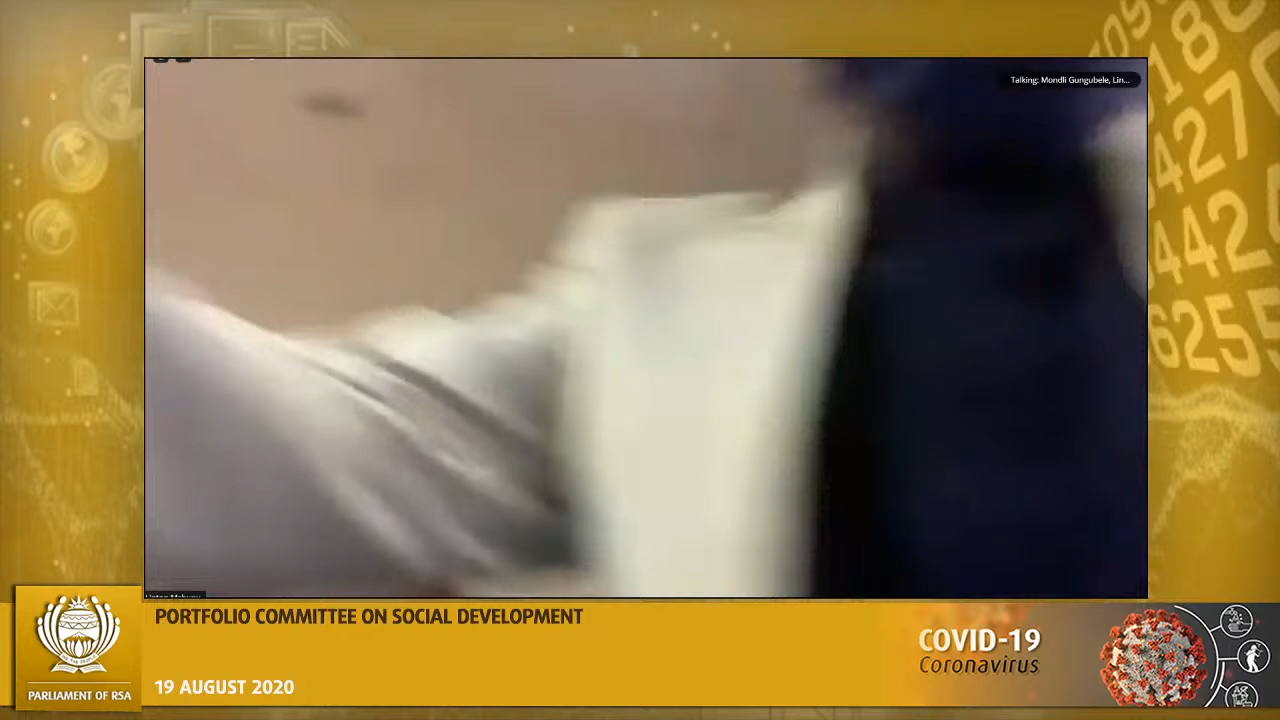 Talking: Mondli Gungubele, Lin...
PORTFOLIO COMMITTEE ON SOCIAL DEVELOPMENT
COVID-19
Coronavirus
PARLIAMENT OF RSA
19 AUGUST 2020